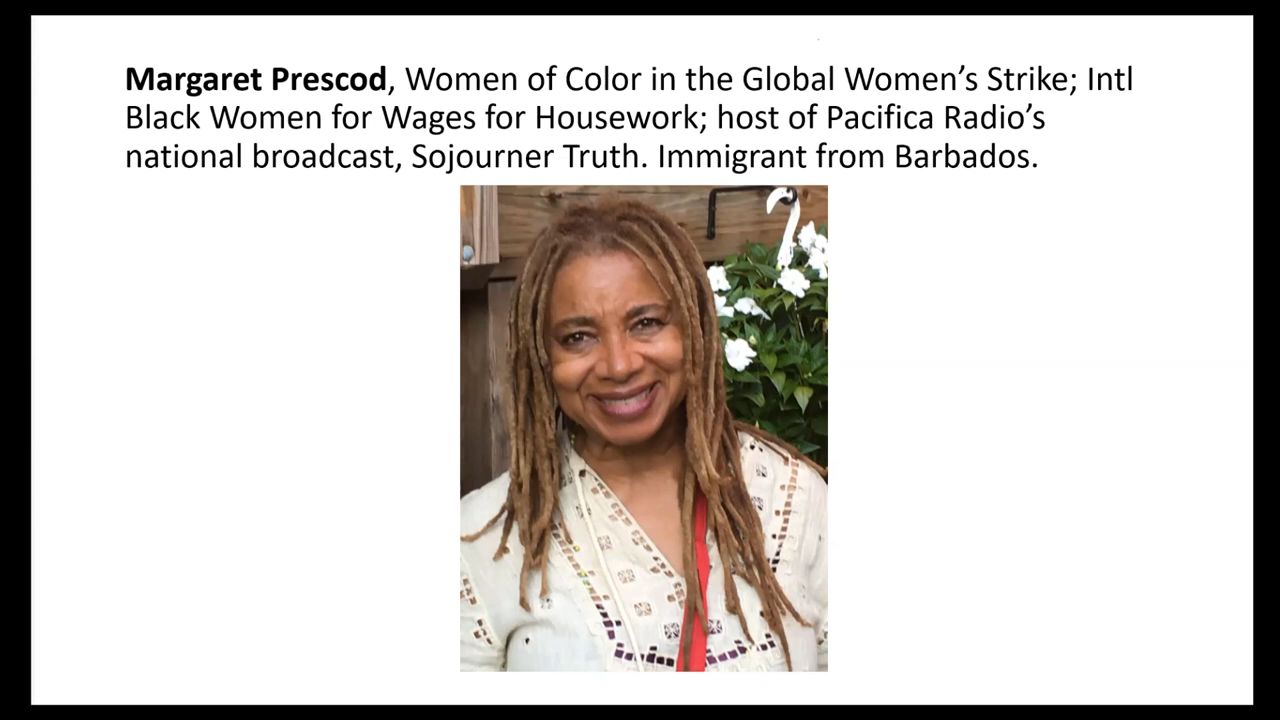 Margaret Prescod, Women of Color in the Global Women’s Strike; Intl
Black Women for Wages for Housework; host of Pacifica Radio’s
national broadcast, Sojourner Truth. Immigrant from Barbados.